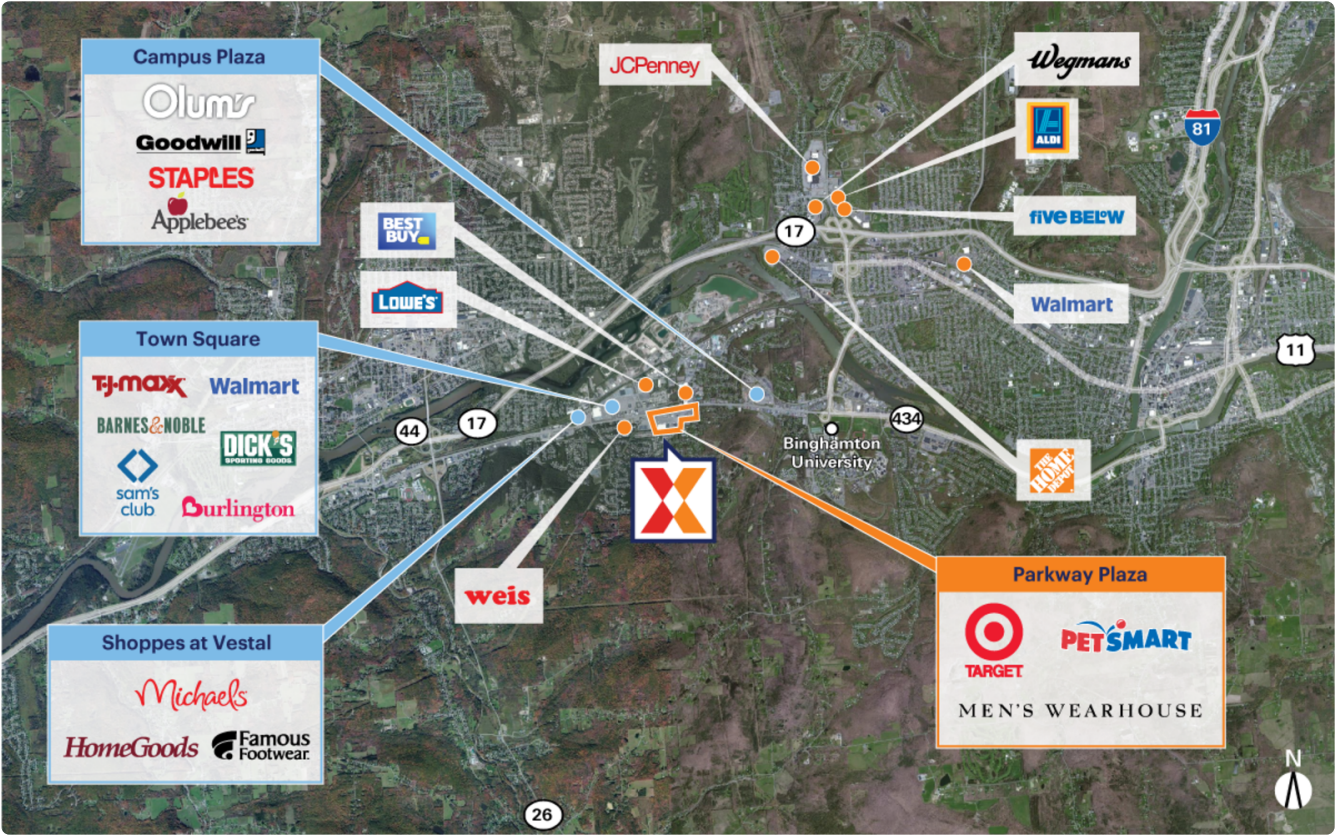 Campus Plaza
Olum's
Goodwill
STAPLES
Applebee's
JCPenney
Wegmans
ALDI
five BELOW
Walmart
81
17
BEST
BUY
LOWE'S
Town Square
T·J·maxx
Walmart
BARNES&NOBLE
DICK'S
SPORTING GOODS
sam's
club
Burlington
11
44
17
434
Binghamton
University
THE
HOME
DEPOT
weis
Parkway Plaza
TARGET
PETSMART
MEN'S WEARHOUSE
Shoppes at Vestal
Michaels
HomeGoods
Famous
Footwear
26
N